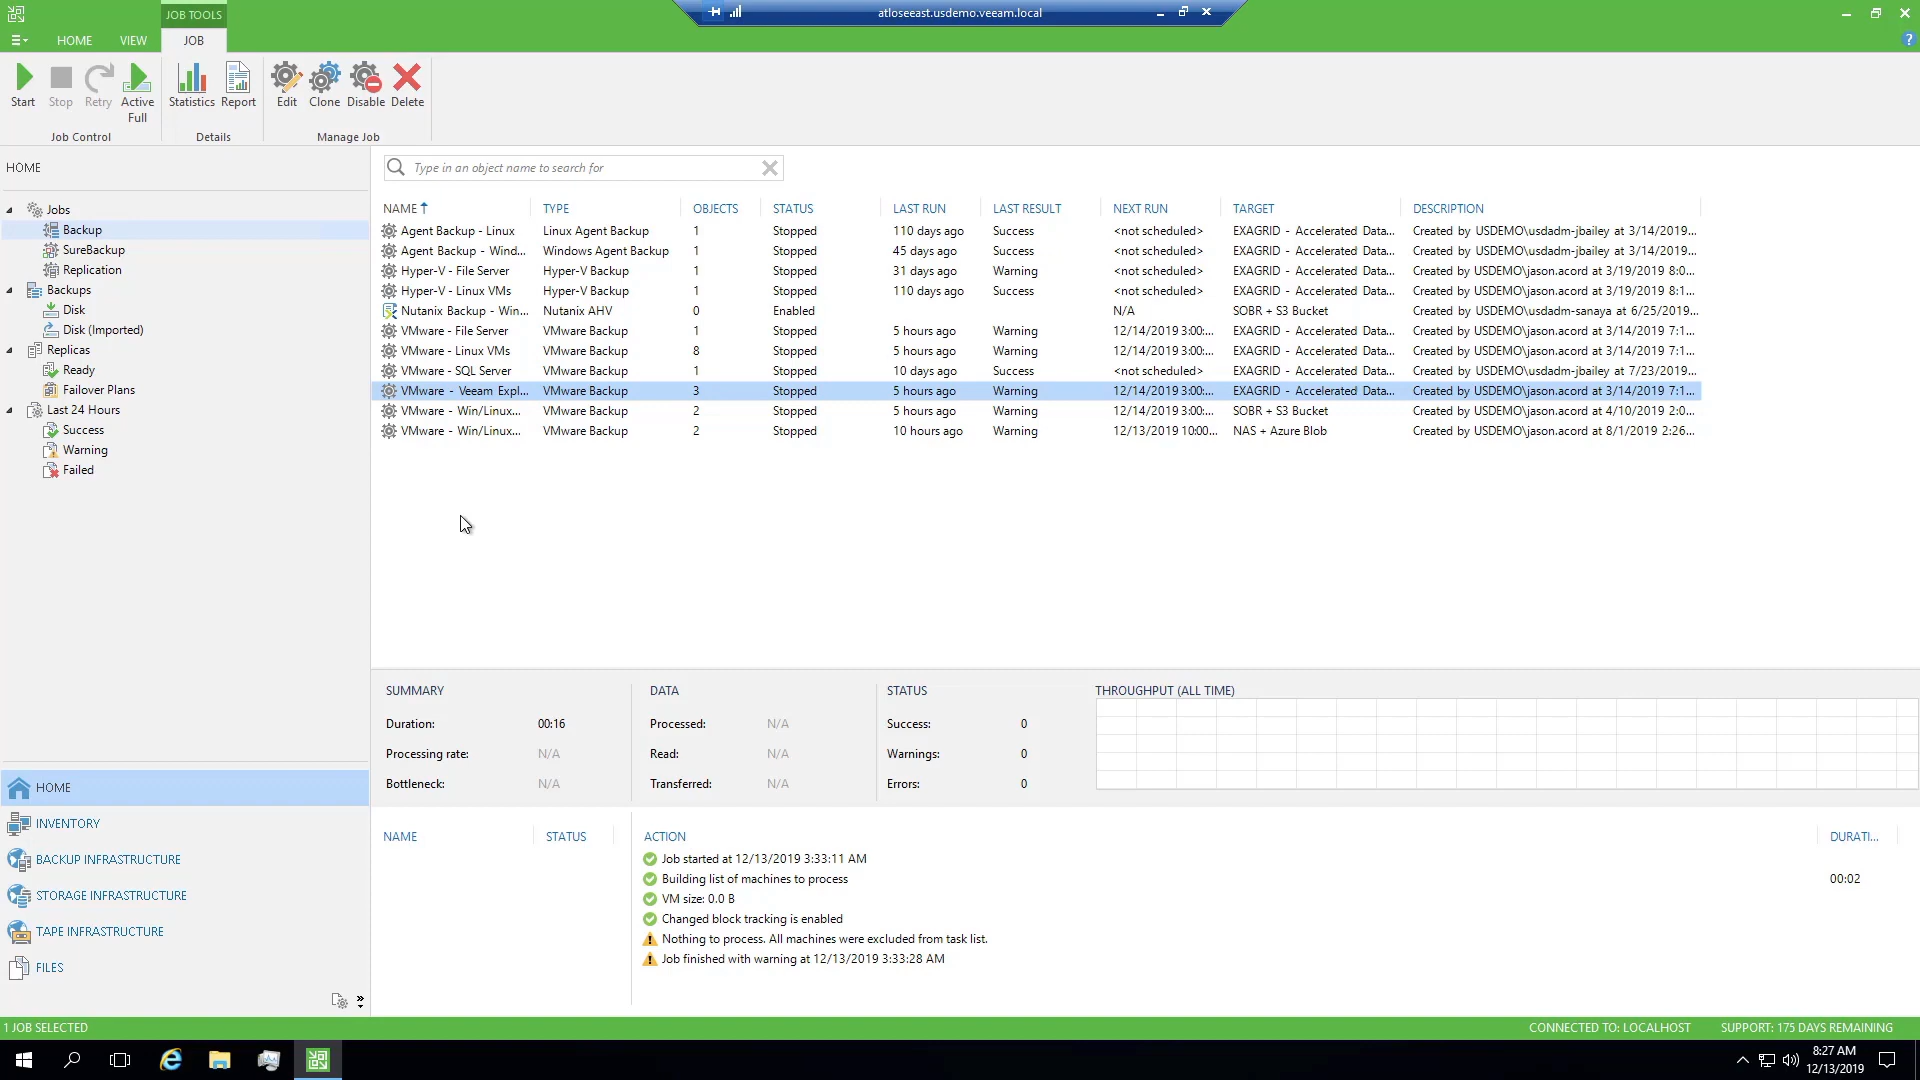 JOB TOOLS
atloseeast.usdemo.veeam.local
HOME VIEW JOB
Start Stop Retry Active Full
Statistics Report
Edit Clone Disable Delete
Job Control Details Manage Job
HOME
Type in an object name to search for
Jobs
Backup
SureBackup
Replication
Backups
Disk
Disk (Imported)
Replicas
Ready
Failover Plans
Last 24 Hours
Success
Warning
Failed
HOME
INVENTORY
BACKUP INFRASTRUCTURE
STORAGE INFRASTRUCTURE
TAPE INFRASTRUCTURE
FILES
NAME TYPE OBJECTS STATUS LAST RUN LAST RESULT NEXT RUN TARGET DESCRIPTION
Agent Backup - Linux Linux Agent Backup 1 Stopped 110 days ago Success <not scheduled> EXAGRID - Accelerated Data... Created by USDEMO\usdadm-jbailey at 3/14/2019...
Agent Backup - Wind... Windows Agent Backup 1 Stopped 45 days ago Success <not scheduled> EXAGRID - Accelerated Data... Created by USDEMO\usdadm-jbailey at 3/14/2019...
Hyper-V - File Server Hyper-V Backup 1 Stopped 31 days ago Warning <not scheduled> EXAGRID - Accelerated Data... Created by USDEMO\jason.acord at 3/19/2019 8:0...
Hyper-V - Linux VMs Hyper-V Backup 1 Stopped 110 days ago Success <not scheduled> EXAGRID - Accelerated Data... Created by USDEMO\jason.acord at 3/19/2019 8:1...
Nutanix Backup - Win... Nutanix AHV 0 Enabled N/A SOBR + S3 Bucket Created by USDEMO\usdadm-sanaya at 6/25/2019...
VMware - File Server VMware Backup 1 Stopped 5 hours ago Warning 12/14/2019 3:00:... EXAGRID - Accelerated Data... Created by USDEMO\jason.acord at 3/14/2019 7:1...
VMware - Linux VMs VMware Backup 8 Stopped 5 hours ago Warning 12/14/2019 3:00:... EXAGRID - Accelerated Data... Created by USDEMO\jason.acord at 3/14/2019 7:1...
VMware - SQL Server VMware Backup 1 Stopped 10 days ago Success <not scheduled> EXAGRID - Accelerated Data... Created by USDEMO\usdadm-jbailey at 7/23/2019...
VMware - Veeam Expl... VMware Backup 3 Stopped 5 hours ago Warning 12/14/2019 3:00:... EXAGRID - Accelerated Data... Created by USDEMO\jason.acord at 3/14/2019 7:1...
VMware - Win/Linux... VMware Backup 2 Stopped 5 hours ago Warning 12/14/2019 3:00:... SOBR + S3 Bucket Created by USDEMO\jason.acord at 4/10/2019 2:0...
VMware - Win/Linux... VMware Backup 2 Stopped 10 hours ago Warning 12/13/2019 10:00... NAS + Azure Blob Created by USDEMO\jason.acord at 8/1/2019 2:26...
SUMMARY DATA STATUS THROUGHPUT (ALL TIME)
Duration: 00:16 Processed: N/A Success: 0
Processing rate: N/A Read: N/A Warnings: 0
Bottleneck: N/A Transferred: N/A Errors: 0
NAME STATUS ACTION DURATI...
Job started at 12/13/2019 3:33:11 AM
Building list of machines to process 00:02
VM size: 0.0 B
Changed block tracking is enabled
Nothing to process. All machines were excluded from task list.
Job finished with warning at 12/13/2019 3:33:28 AM
1 JOB SELECTED CONNECTED TO: LOCALHOST SUPPORT: 175 DAYS REMAINING
8:27 AM
12/13/2019